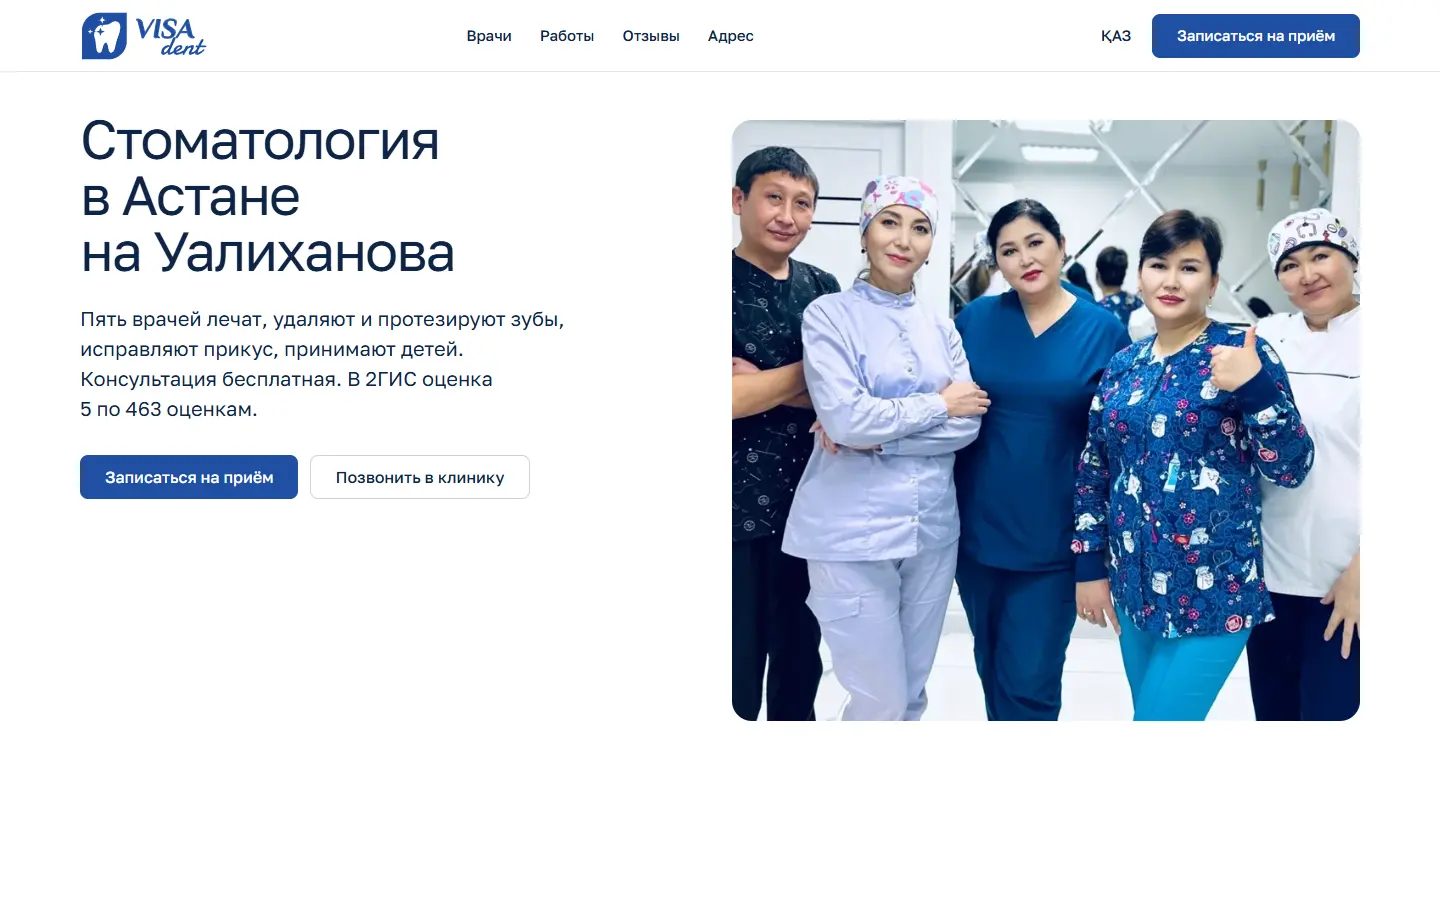 VISA
dent
Врачи
Работы
Отзывы
Адрес
ҚАЗ
Записаться на приём
Стоматология
в Астане
на Уалиханова
Пять врачей лечат, удаляют и протезируют зубы,
исправляют прикус, принимают детей.
Консультация бесплатная. В 2ГИС оценка
5 по 463 оценкам.
Записаться на приём
Позвонить в клинику